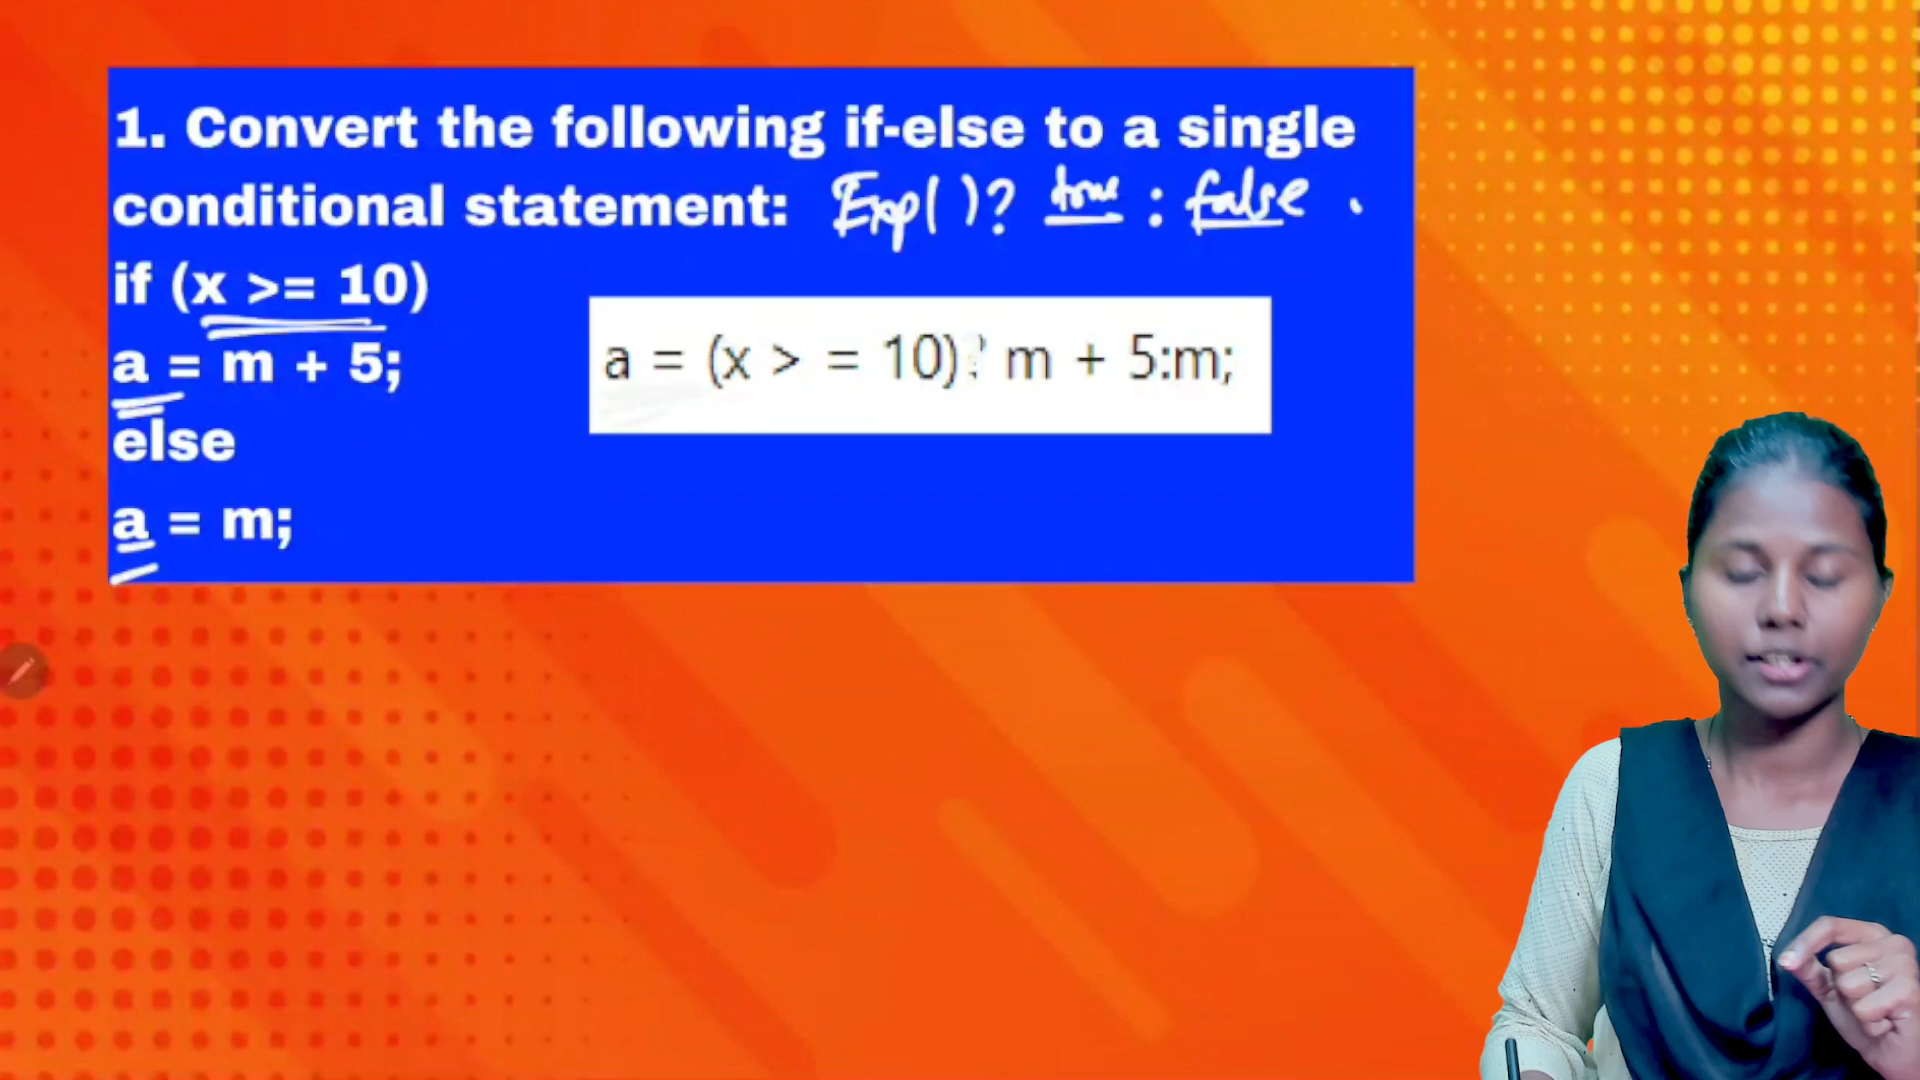 1. Convert the following if-else to a single
conditional statement: Exp( )? true : false .
if (x >= 10)
a = m + 5;
else
a = m;
a = (x > = 10) ? m + 5:m;